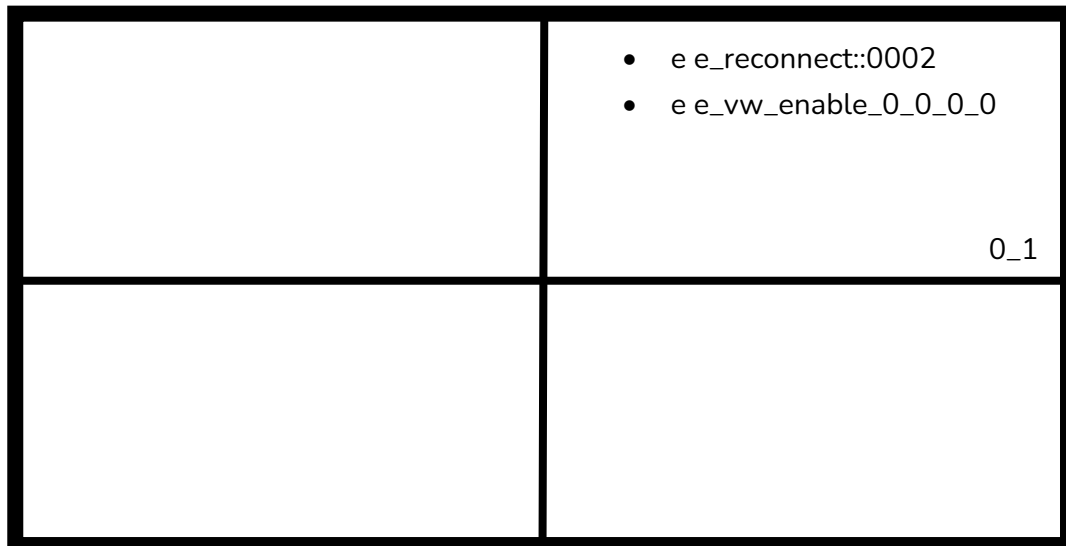 • e e_reconnect::0002
• e e_vw_enable_0_0_0_0
0_1